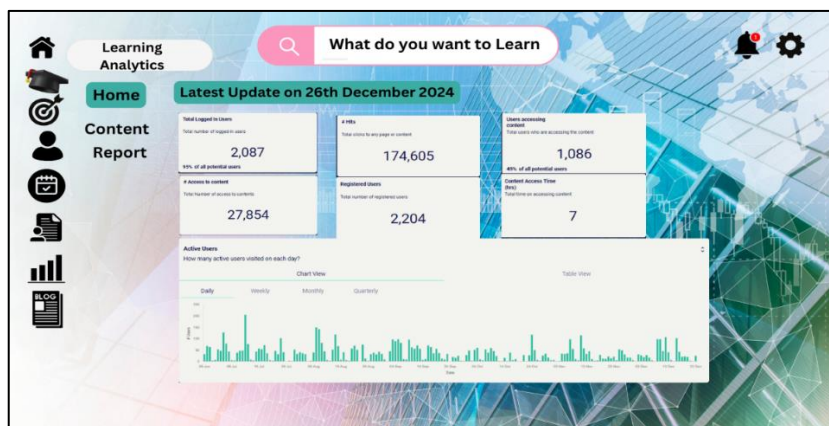 What do you want to Learn
Learning
Analytics
Home
Content
Report
BLOG
Latest Update on 26th December 2024
Total Logged In Users
Total number of logged in users
2,087
95% of all potential users
# Hits
Total visits to any page or content
174,605
Users accessing
content
Total users who are accessing the content
1,086
# Access to content
Total number of access to contents
27,854
Registered Users
Total number of registered users
2,204
Content Access Time
(hrs)
Total time on accessing content
7
Active Users
How many active users visited on each day?
Chart View
Table View
Daily
Weekly
Monthly
Quarterly